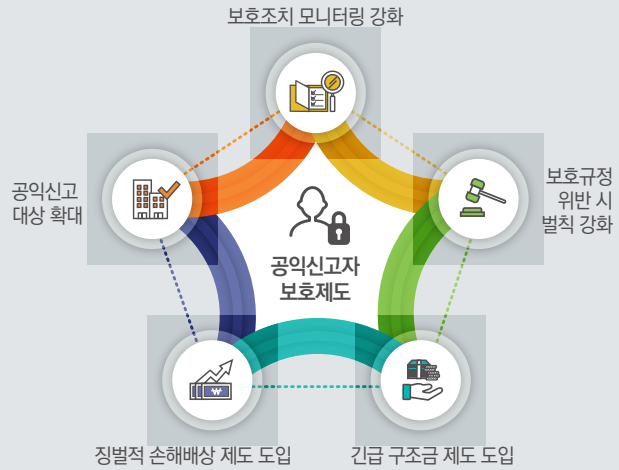 보호조치 모니터링 강화
공익신고
대상 확대
보호규정
위반 시
벌칙 강화
공익신고자
보호제도
₩
징벌적 손해배상 제도 도입
긴급 구조금 제도 도입